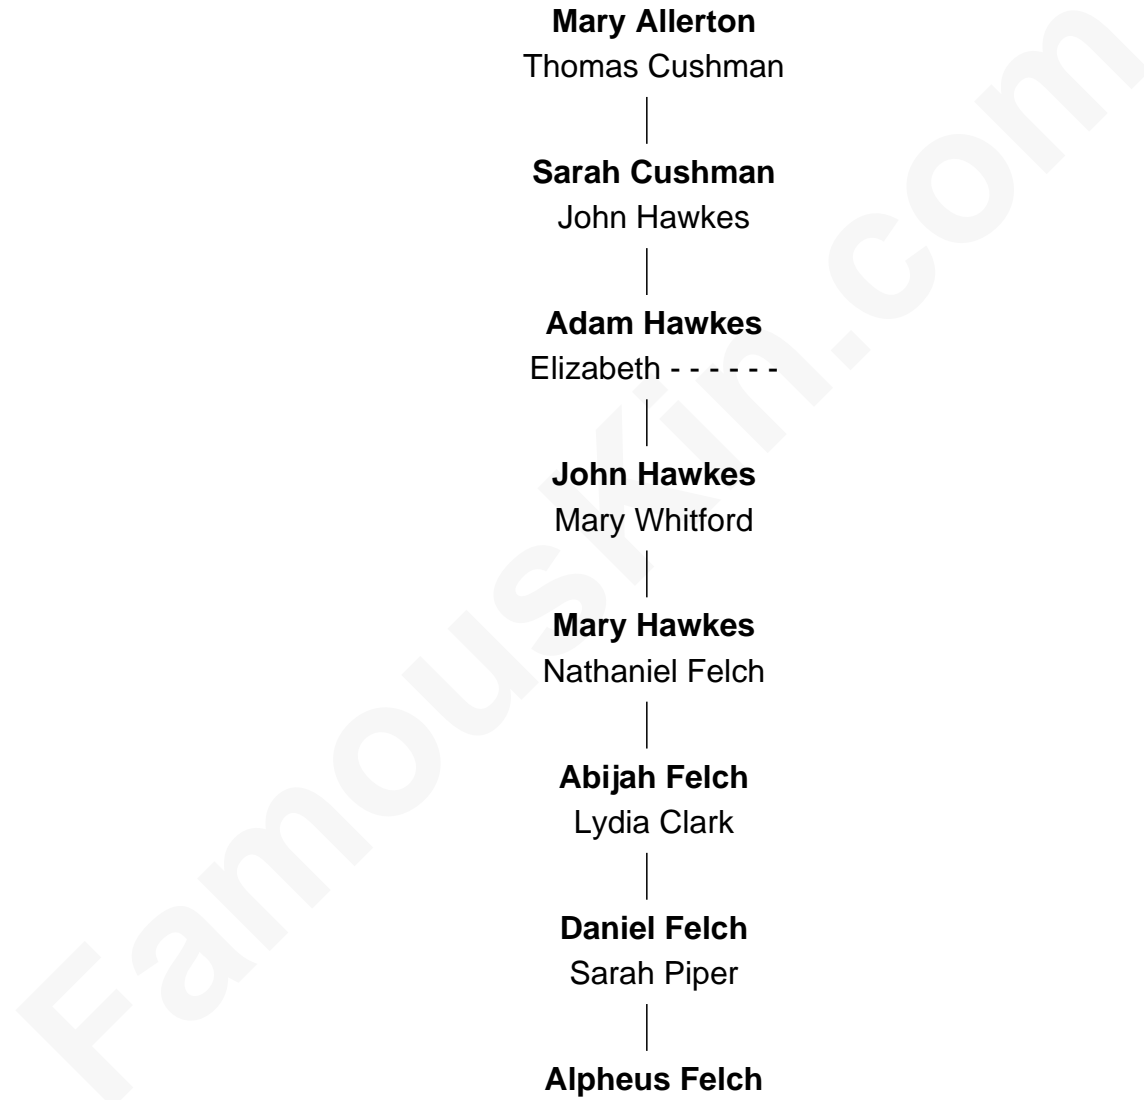 Mary Allerton
Thomas Cushman
Sarah Cushman
John Hawkes
Adam Hawkes
Elizabeth - - - - - -
John Hawkes
Mary Whitford
Mary Hawkes
Nathaniel Felch
Abijah Felch
Lydia Clark
Daniel Felch
Sarah Piper
Alpheus Felch
FamousKin.com